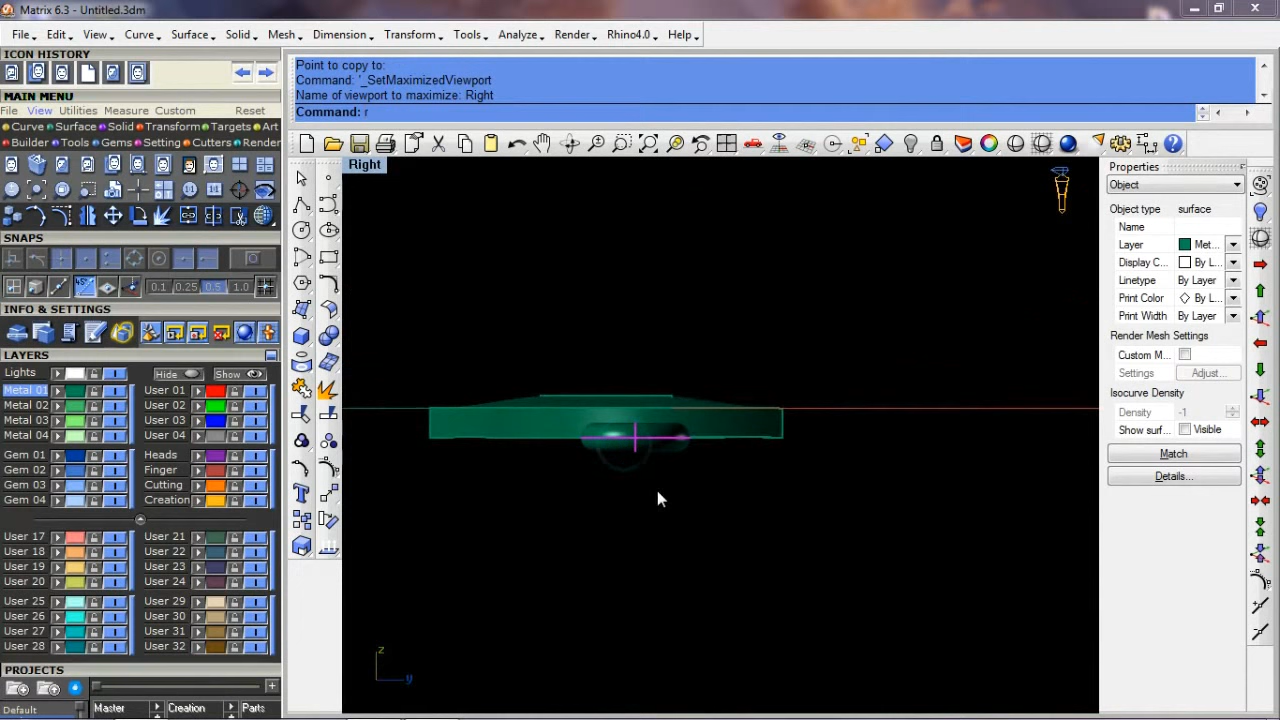 Matrix 6.3 - Untitled.3dm
File Edit View Curve Surface Solid Mesh Dimension Transform Tools Analyze Render Rhino4.0 Help
ICON HISTORY
Point to copy to:
Command: '_SetMaximizedViewport
Name of viewport to maximize: Right
Command: r
MAIN MENU
File View Utilities Measure Custom Reset
Curve Surface Solid Transform Targets Art
Builder Tools Gems Setting Cutters Render
Right
SNAPS
45°
0.1 0.25 0.5 1.0
INFO & SETTINGS
LAYERS
Lights Hide Show
Metal 01 User 01
Metal 02 User 02
Metal 03 User 03
Metal 04 User 04
Gem 01 Heads
Gem 02 Finger
Gem 03 Cutting
Gem 04 Creation
User 17 User 21
User 18 User 22
User 19 User 23
User 20 User 24
User 25 User 29
User 26 User 30
User 27 User 31
User 28 User 32
PROJECTS
Default Master Creation Parts
z
y
Properties
Object
Object type surface
Name
Layer Met...
Display C... By L...
Linetype By Layer
Print Color By L...
Print Width By Layer
Render Mesh Settings
Custom M...
Settings Adjust...
Isocurve Density
Density -1
Show surf... Visible
Match
Details...